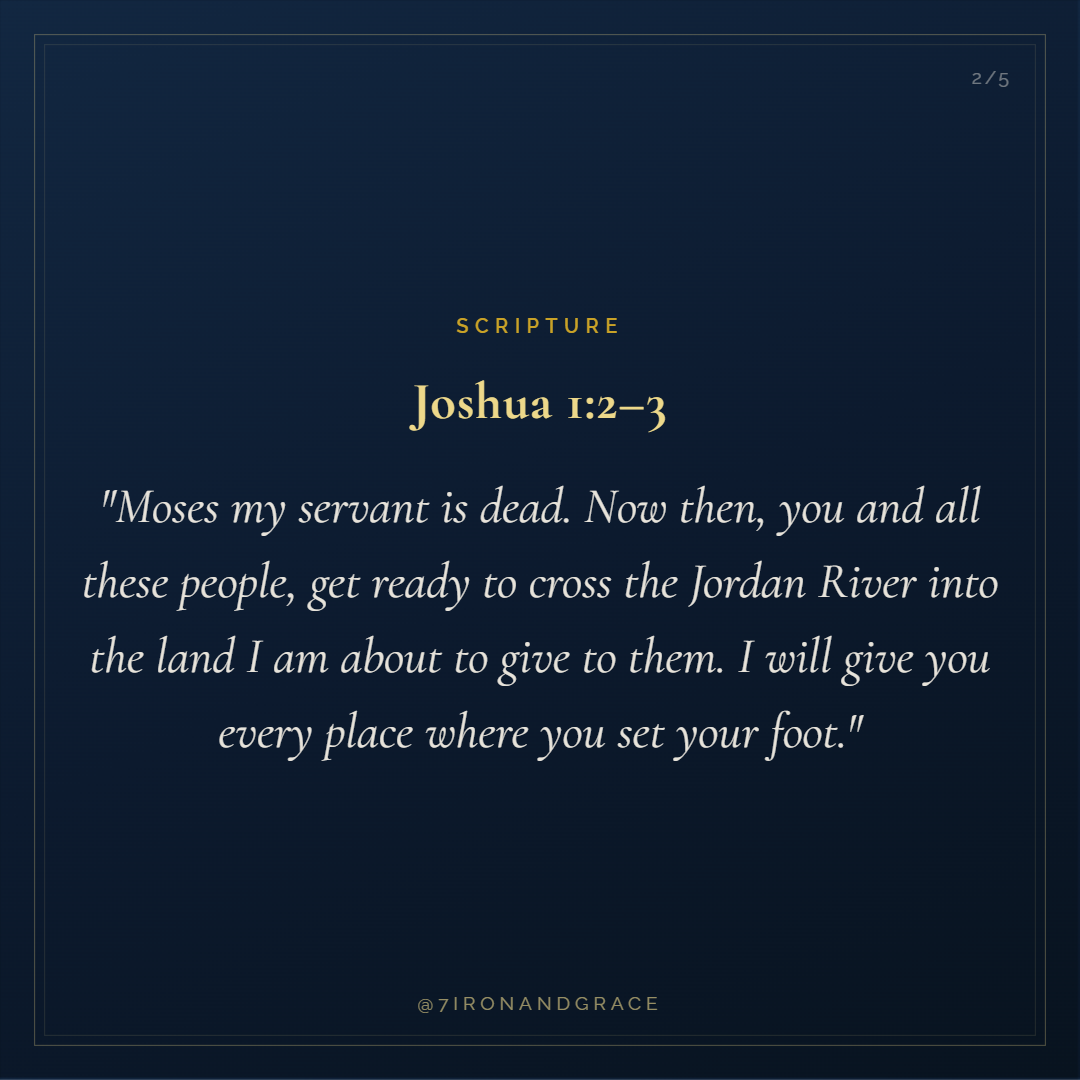 2/5
SCRIPTURE
Joshua 1:2–3
"Moses my servant is dead. Now then, you and all
these people, get ready to cross the Jordan River into
the land I am about to give to them. I will give you
every place where you set your foot."
@7IRONANDGRACE